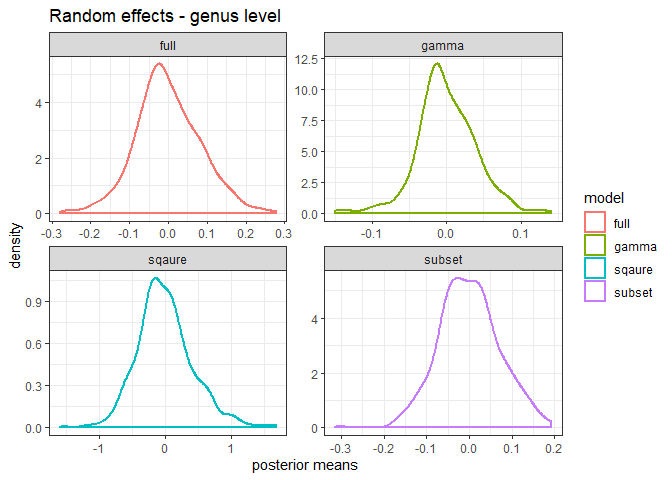 Random effects - genus level
full
gamma
4
2
0
-0.3 -0.2 -0.1 0.0 0.1 0.2 0.3
12.5
10.0
7.5
5.0
2.5
0.0
-0.1 0.0 0.1
density
sqaure
subset
0.9
0.6
0.3
0.0
-1 0 1
4
2
0
-0.3 -0.2 -0.1 0.0 0.1 0.2
posterior means
model
full
gamma
sqaure
subset